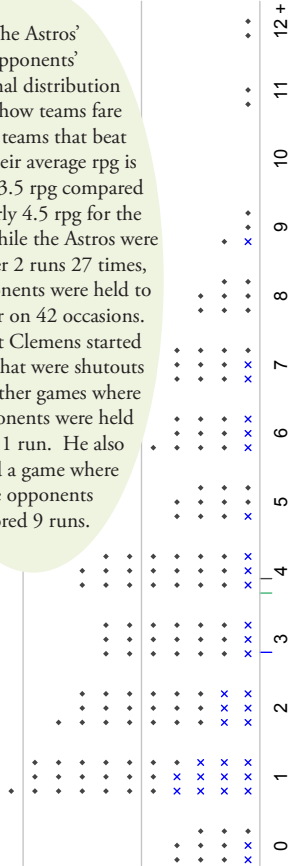 he Astros'
pponents'
nal distribution
how teams fare
teams that beat
eir average rpg is
3.5 rpg compared
rly 4.5 rpg for the
hile the Astros were
er 2 runs 27 times,
nents were held to
r on 42 occasions.
t Clemens started
hat were shutouts
ther games where
onents were held
1 run. He also
d a game where
e opponents
ored 9 runs.
0 1 2 3 4 5 6 7 8 9 10 11 12 +